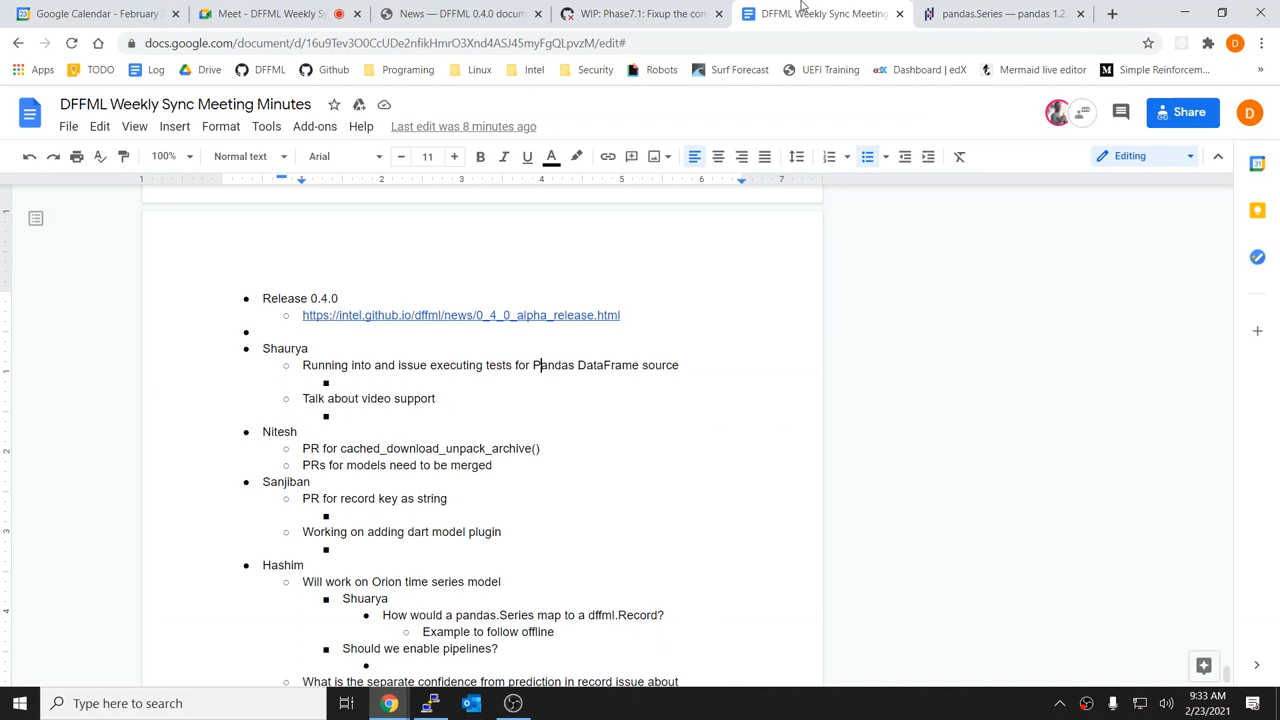 Google Calendar - February
Meet - DFFML Weekly Sy
News — DFFML 0.0.0 docum
WIP: Phase7.1: Fixup the con
DFFML Weekly Sync Meeting
pandas.Series — pandas 1.2.
docs.google.com/document/d/16u9Tev3O0CcUDe2nfikHmrO3Xnd4ASJ45myFgQLpvzM/edit#
Apps TODO Log Drive DFFML Github Programing Linux Intel Security Robots Surf Forecast UEFI Training Dashboard | edX Mermaid live editor Simple Reinforcem...
DFFML Weekly Sync Meeting Minutes
Share
D
File Edit View Insert Format Tools Add-ons Help Last edit was 8 minutes ago
100% Normal text Arial 11 B I U A Editing
1 1 2 3 4 5 6 7
● Release 0.4.0
○ https://intel.github.io/dffml/news/0_4_0_alpha_release.html
●
● Shaurya
○ Running into and issue executing tests for Pandas DataFrame source
■
○ Talk about video support
■
● Nitesh
○ PR for cached_download_unpack_archive()
○ PRs for models need to be merged
● Sanjiban
○ PR for record key as string
■
○ Working on adding dart model plugin
■
● Hashim
○ Will work on Orion time series model
■ Shuarya
● How would a pandas.Series map to a dffml.Record?
○ Example to follow offline
■ Should we enable pipelines?
●
○ What is the separate confidence from prediction in record issue about
Type here to search
9:33 AM
2/23/2021